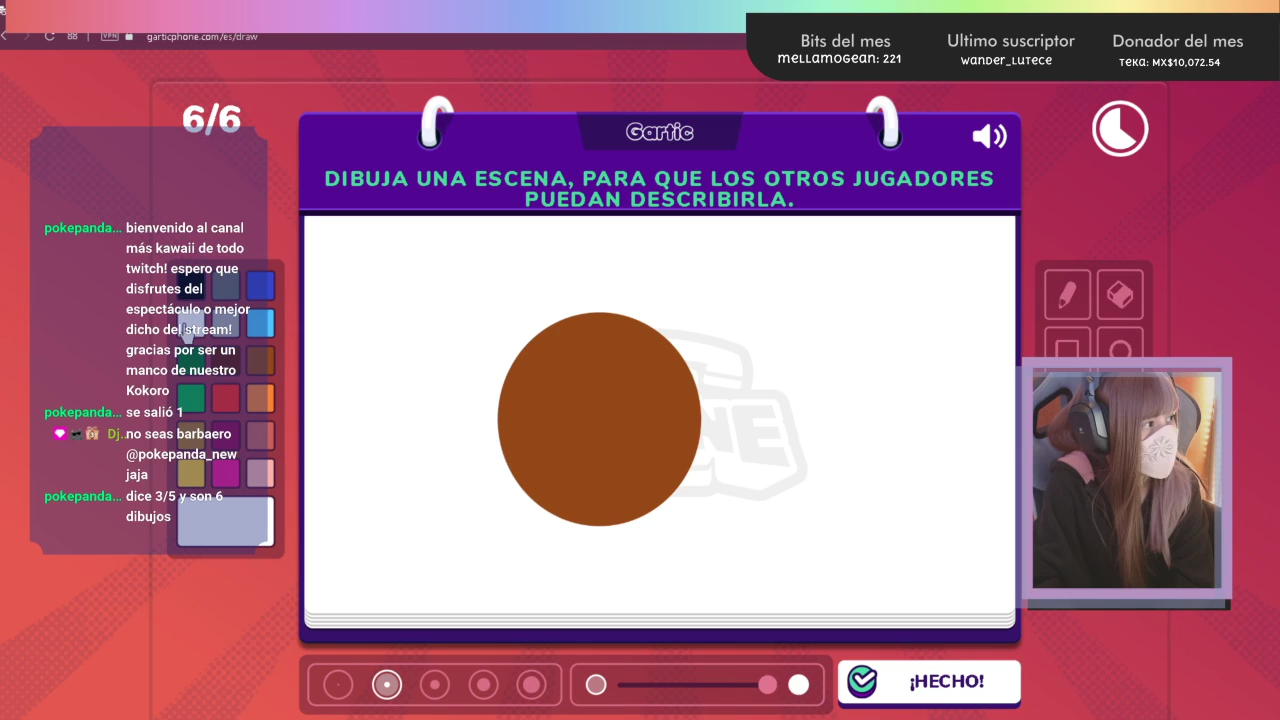 garticphone.com/es/draw
VPN
Bits del mes
mellamogean: 221
Ultimo suscriptor
wander_lutece
Donador del mes
Teka: MX$10,072.54
6/6
Gartic
DIBUJA UNA ESCENA, PARA QUE LOS OTROS JUGADORES
PUEDAN DESCRIBIRLA.
pokepanda... bienvenido al canal
más kawaii de todo
twitch! espero que
disfrutes del
espectáculo o mejor
dicho del stream!
gracias por ser un
manco de nuestro
Kokoro
pokepanda... se salió 1
Dj... no seas barbaero
@pokepanda_new
jaja
pokepanda... dice 3/5 y son 6
dibujos
¡HECHO!